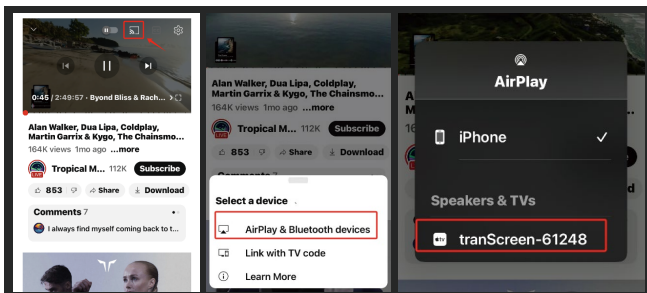 0:45 / 2:49:57 · Byond Bliss & Rach... >
Alan Walker, Dua Lipa, Coldplay,
Martin Garrix & Kygo, The Chainsmo...
164K views 1mo ago ...more
LIVE
Tropical M... 112K Subscribe
853 Share Download
Comments 7
I always find myself coming back to t...
Alan Walker, Dua Lipa, Coldplay,
Martin Garrix & Kygo, The Chainsmo...
164K views 1mo ago ...more
LIVE
Tropical M... 112K Subscribe
853 Share Download
Select a device
AirPlay & Bluetooth devices
Link with TV code
Learn More
AirPlay
iPhone
Speakers & TVs
tv tranScreen-61248